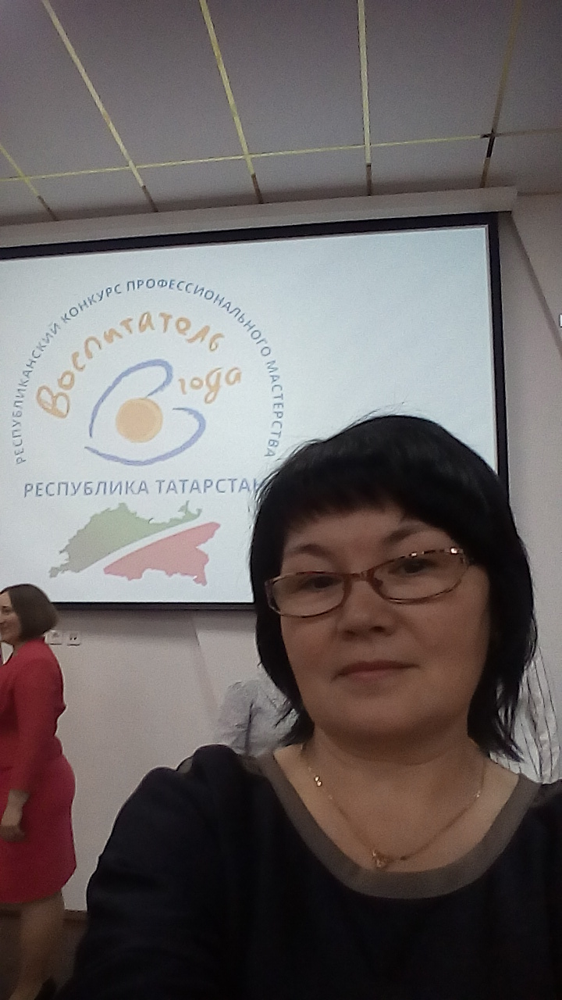 РЕСПУБЛИКАНСКИЙ КОНКУРС ПРОФЕССИОНАЛЬНОГО МАСТЕРСТВА
Воспитатель
года
РЕСПУБЛИКА ТАТАРСТАН